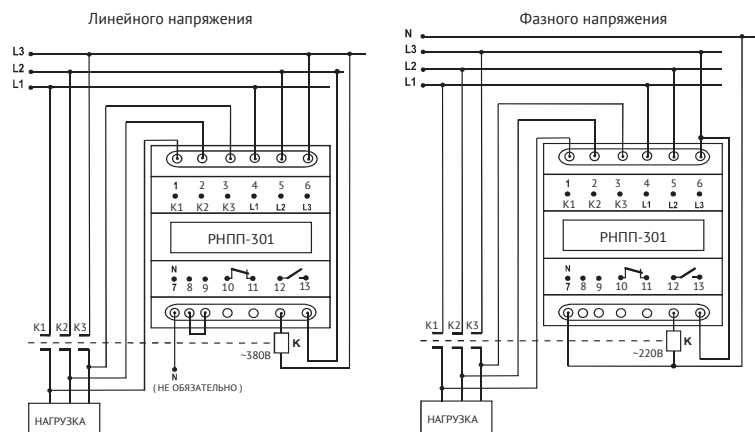 Линейного напряжения
L3
L2
L1
1 2 3 4 5 6
K1 K2 K3 L1 L2 L3
РНПП-301
N
7 8 9 10 11 12 13
K1 K2 K3
K
~380В
N
( НЕ ОБЯЗАТЕЛЬНО )
НАГРУЗКА
Фазного напряжения
N
L3
L2
L1
1 2 3 4 5 6
K1 K2 K3 L1 L2 L3
РНПП-301
N
7 8 9 10 11 12 13
K1 K2 K3
K
~220В
НАГРУЗКА